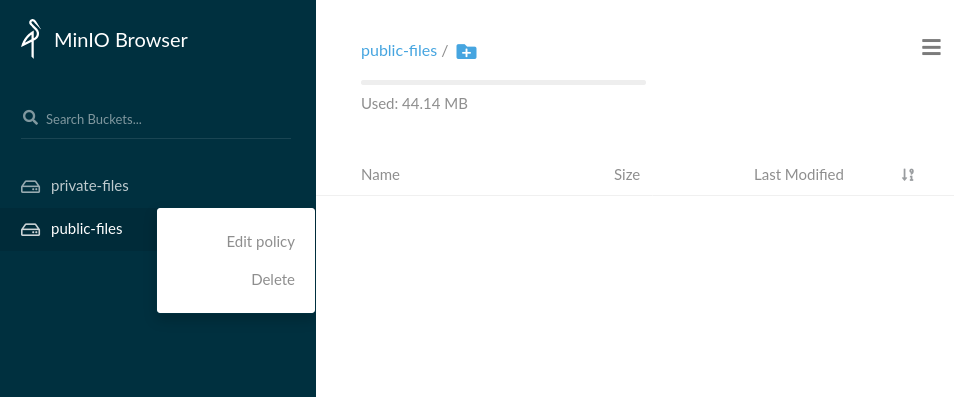 MinIO Browser
Search Buckets...
private-files
public-files
Edit policy
Delete
public-files /
Used: 44.14 MB
Name Size Last Modified